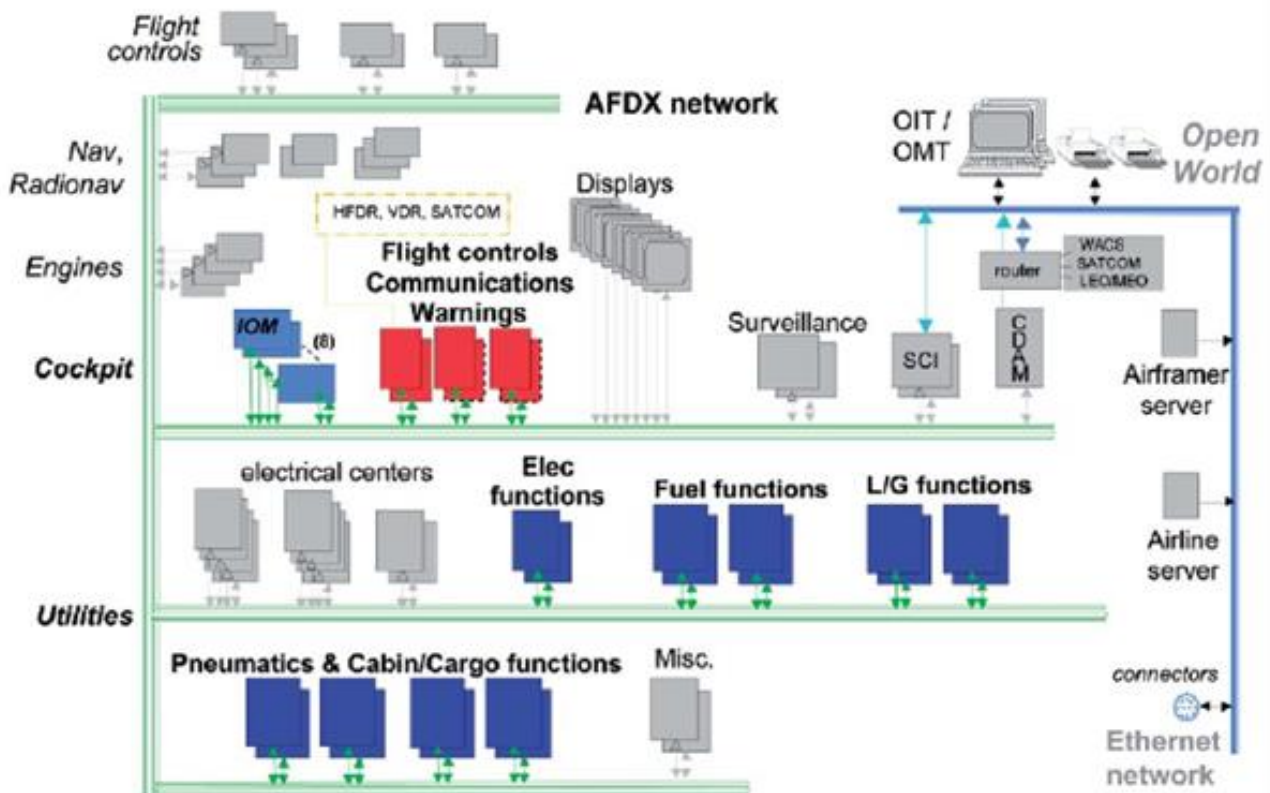 Flight
controls
AFDX network
OIT /
OMT
Open
World
Nav,
Radionav
Displays
HFDR, VDR, SATCOM
Flight controls
Communications
Warnings
WACS
SATCOM
LEO/MEO
router
Engines
IOM
(8)
Surveillance
SCI
CDAM
Cockpit
Airframer
server
electrical centers
Elec
functions
Fuel functions
L/G functions
Airline
server
Utilities
Pneumatics & Cabin/Cargo functions
Misc.
connectors
Ethernet
network